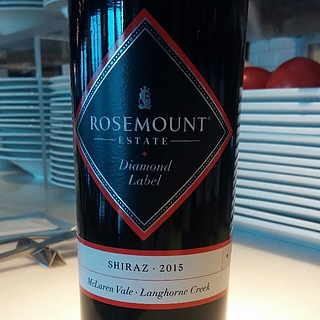 ROSEMOUNT
ESTATE
Diamond
Label
SHIRAZ · 2015
McLaren Vale · Langhorne Creek